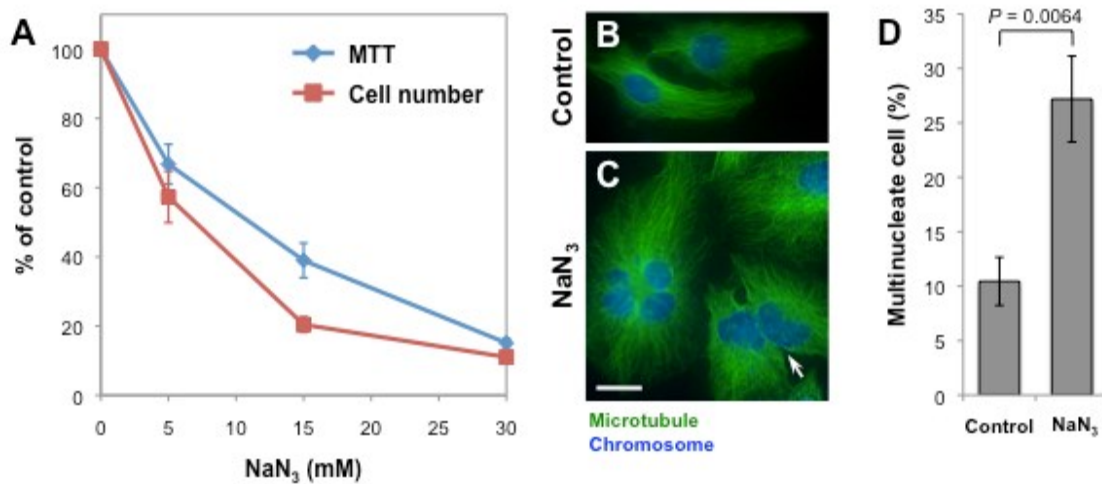 A
% of control
100
80
60
40
20
0
0 5 10 15 20 25 30
NaN₃ (mM)
MTT
Cell number
B
Control
C
NaN₃
Microtubule
Chromosome
D
P = 0.0064
Multinucleate cell (%)
35
30
25
20
15
10
5
0
Control NaN₃